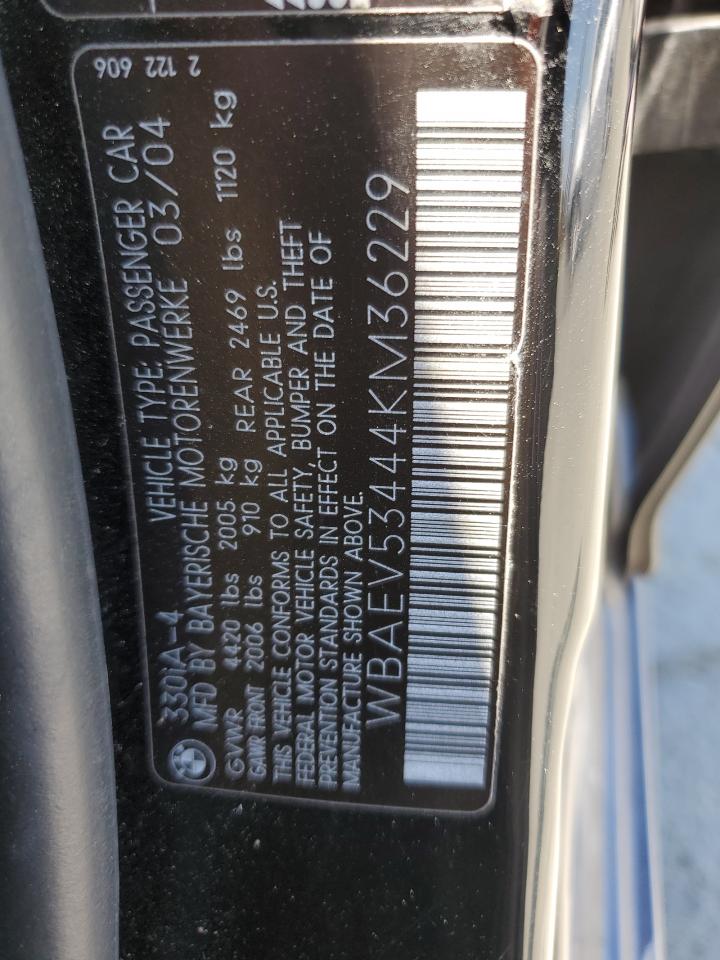 2 122 606
330IA-4 VEHICLE TYPE: PASSENGER CAR
MFD BY BAYERISCHE MOTORENWERKE 03/04
GVWR 4420 lbs 2005 kg
GAWR FRONT 2006 lbs 910 kg REAR 2469 lbs 1120 kg
THIS VEHICLE CONFORMS TO ALL APPLICABLE U.S.
FEDERAL MOTOR VEHICLE SAFETY, BUMPER AND THEFT
PREVENTION STANDARDS IN EFFECT ON THE DATE OF
MANUFACTURE SHOWN ABOVE.
WBAEV53444KM36229